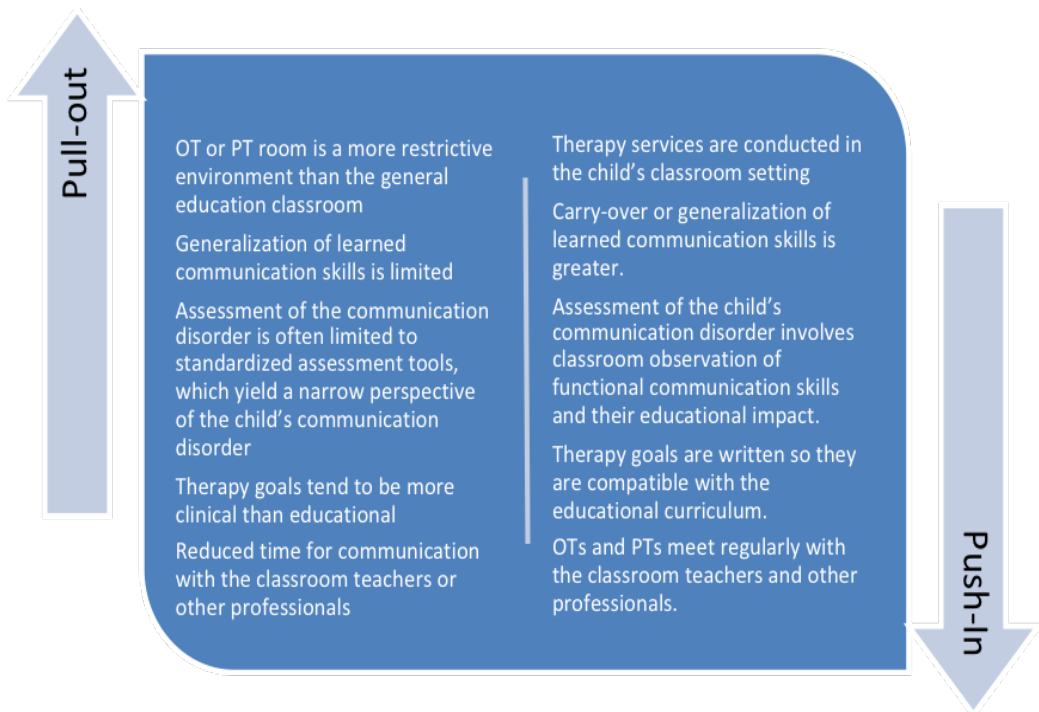 Pull-out
OT or PT room is a more restrictive
environment than the general
education classroom
Generalization of learned
communication skills is limited
Assessment of the communication
disorder is often limited to
standardized assessment tools,
which yield a narrow perspective
of the child’s communication
disorder
Therapy goals tend to be more
clinical than educational
Reduced time for communication
with the classroom teachers or
other professionals
Therapy services are conducted in
the child’s classroom setting
Carry-over or generalization of
learned communication skills is
greater.
Assessment of the child’s
communication disorder involves
classroom observation of
functional communication skills
and their educational impact.
Therapy goals are written so they
are compatible with the
educational curriculum.
OTs and PTs meet regularly with
the classroom teachers and other
professionals.
Push-In